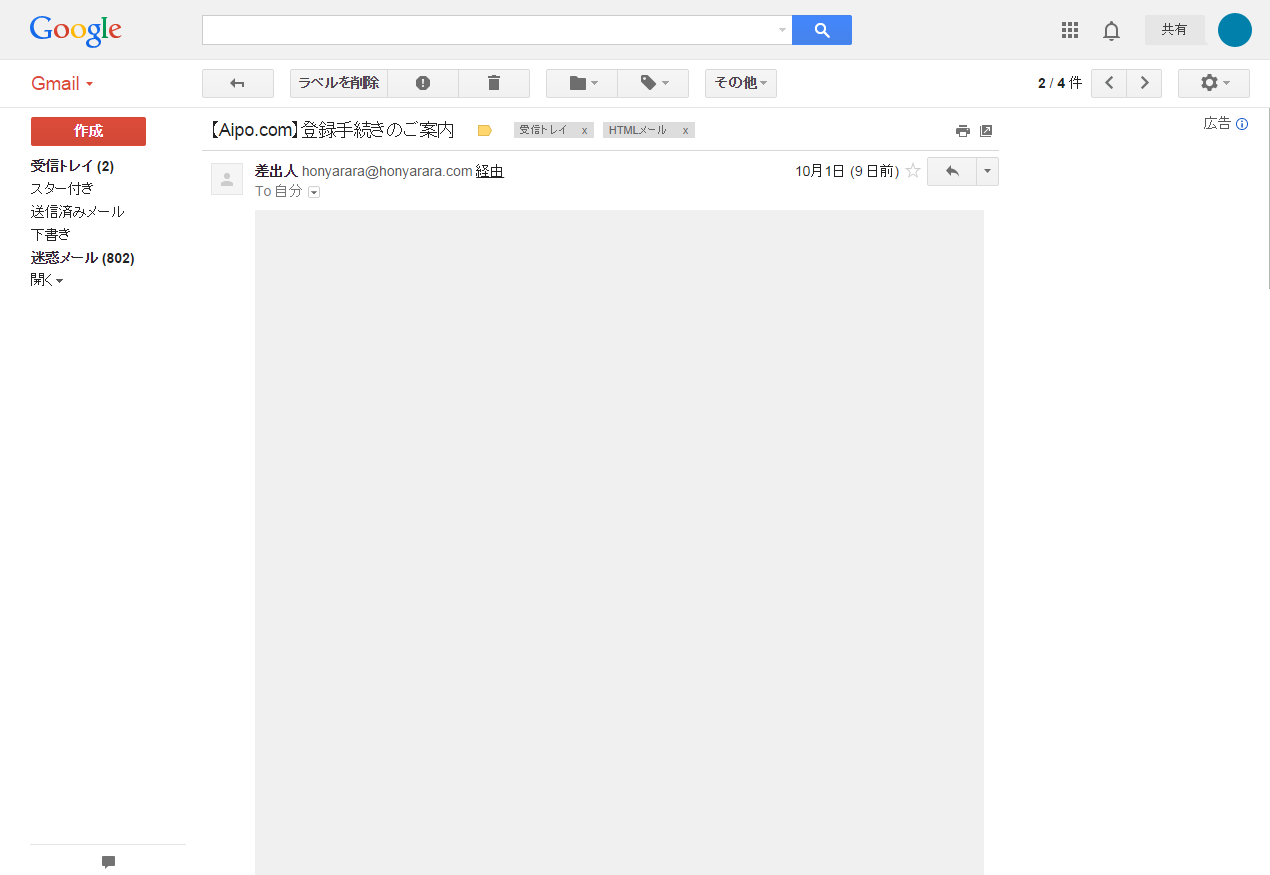 Google
共有
Gmail
ラベルを削除
その他
2 / 4 件
作成
受信トレイ (2)
スター付き
送信済みメール
下書き
迷惑メール (802)
開く
【Aipo.com】登録手続きのご案内
受信トレイ x
HTMLメール x
広告
差出人 honyarara@honyarara.com 経由
10月1日 (9 日前)
To 自分